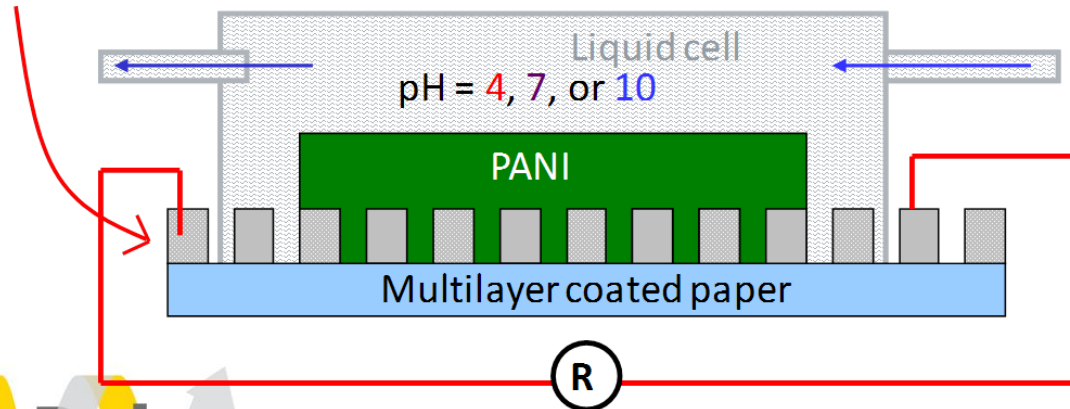 Liquid cell
pH = 4, 7, or 10
PANI
Multilayer coated paper
R